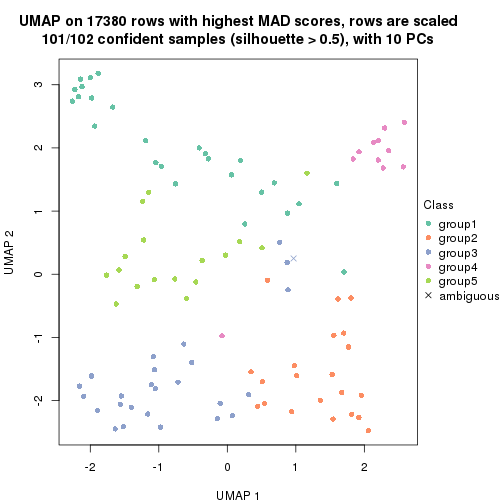 UMAP on 17380 rows with highest MAD scores, rows are scaled
101/102 confident samples (silhouette > 0.5), with 10 PCs
3
2
1
0
-1
-2
UMAP 2
-2
-1
0
1
2
UMAP 1
Class
group1
group2
group3
group4
group5
ambiguous